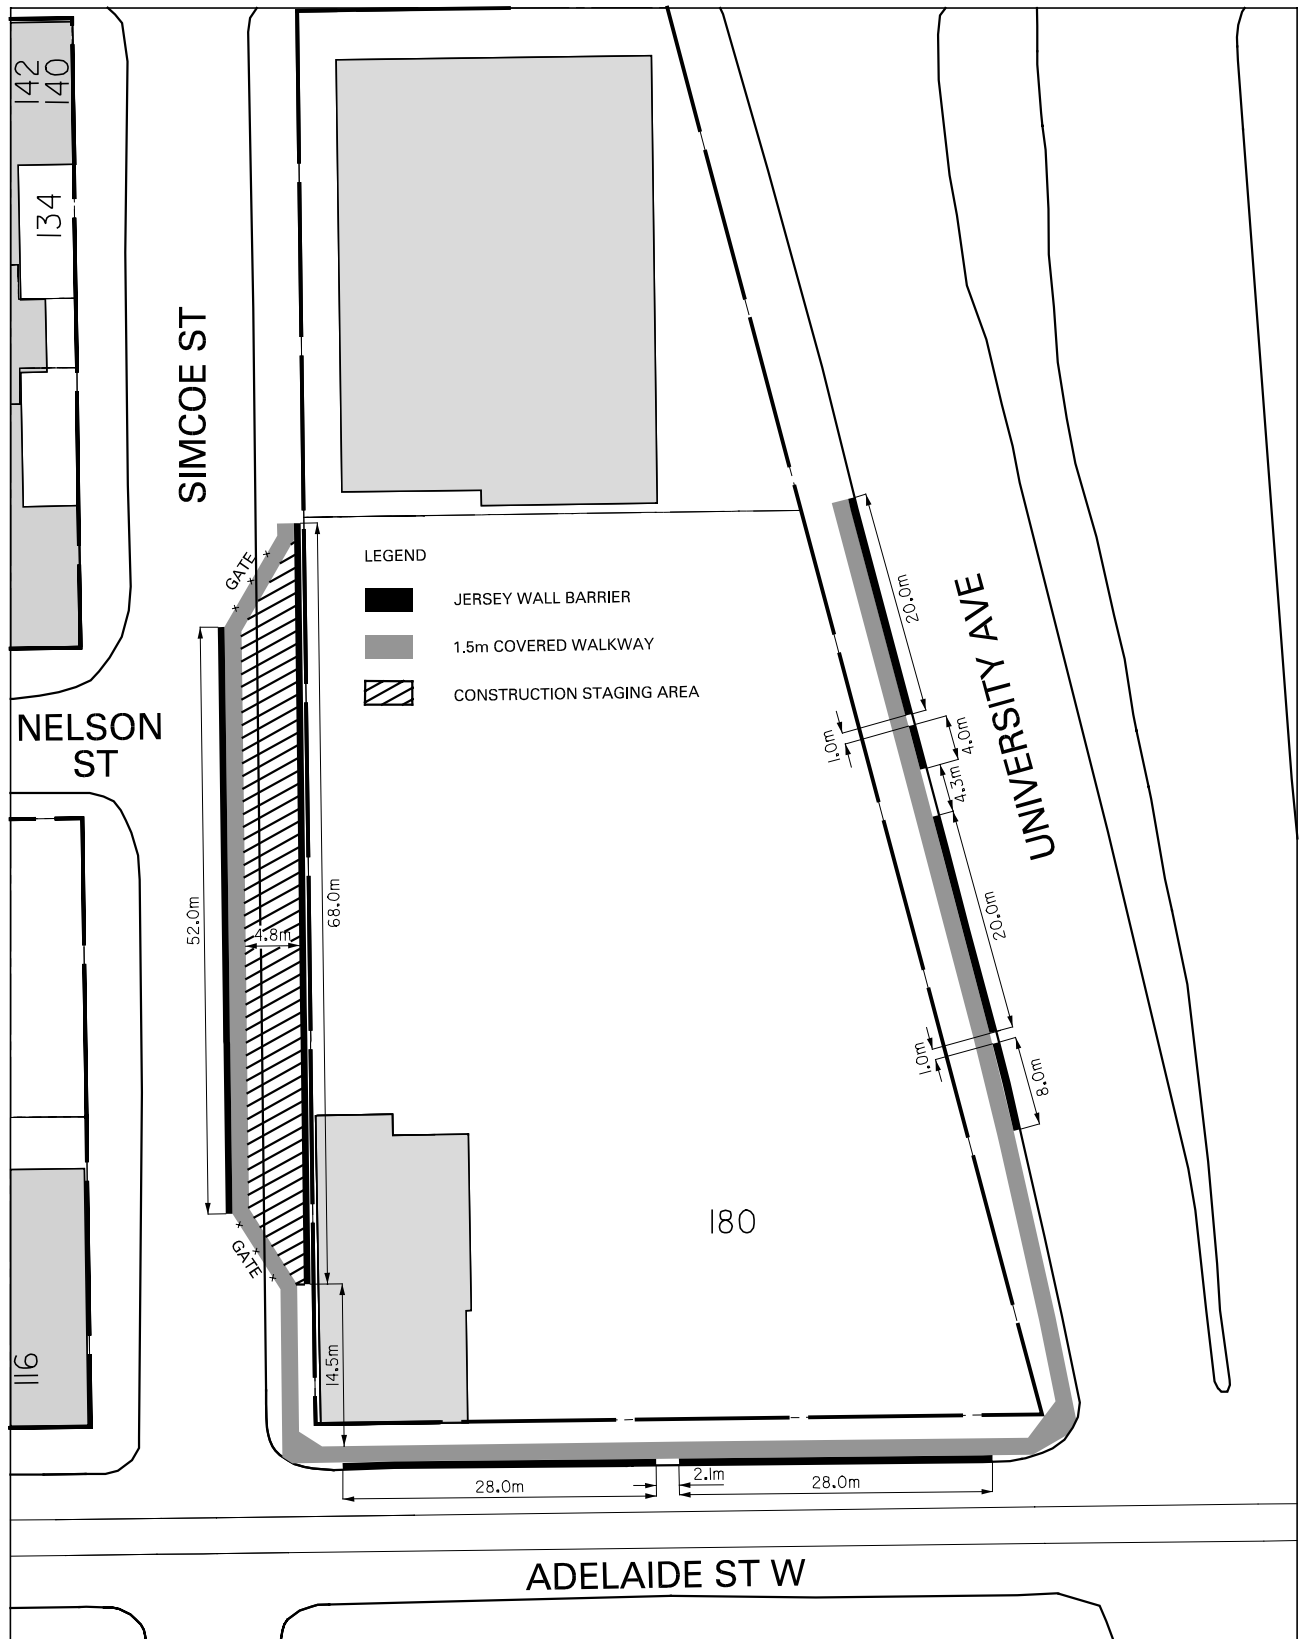 142
140
134
SIMCOE ST
GATE
LEGEND
JERSEY WALL BARRIER
1.5m COVERED WALKWAY
CONSTRUCTION STAGING AREA
20.0m
UNIVERSITY AVE
NELSON
ST
1.0m
4.0m
4.3m
52.0m
68.0m
4.8m
20.0m
1.0m
8.0m
180
GATE
116
14.5m
28.0m
2.1m
28.0m
ADELAIDE ST W